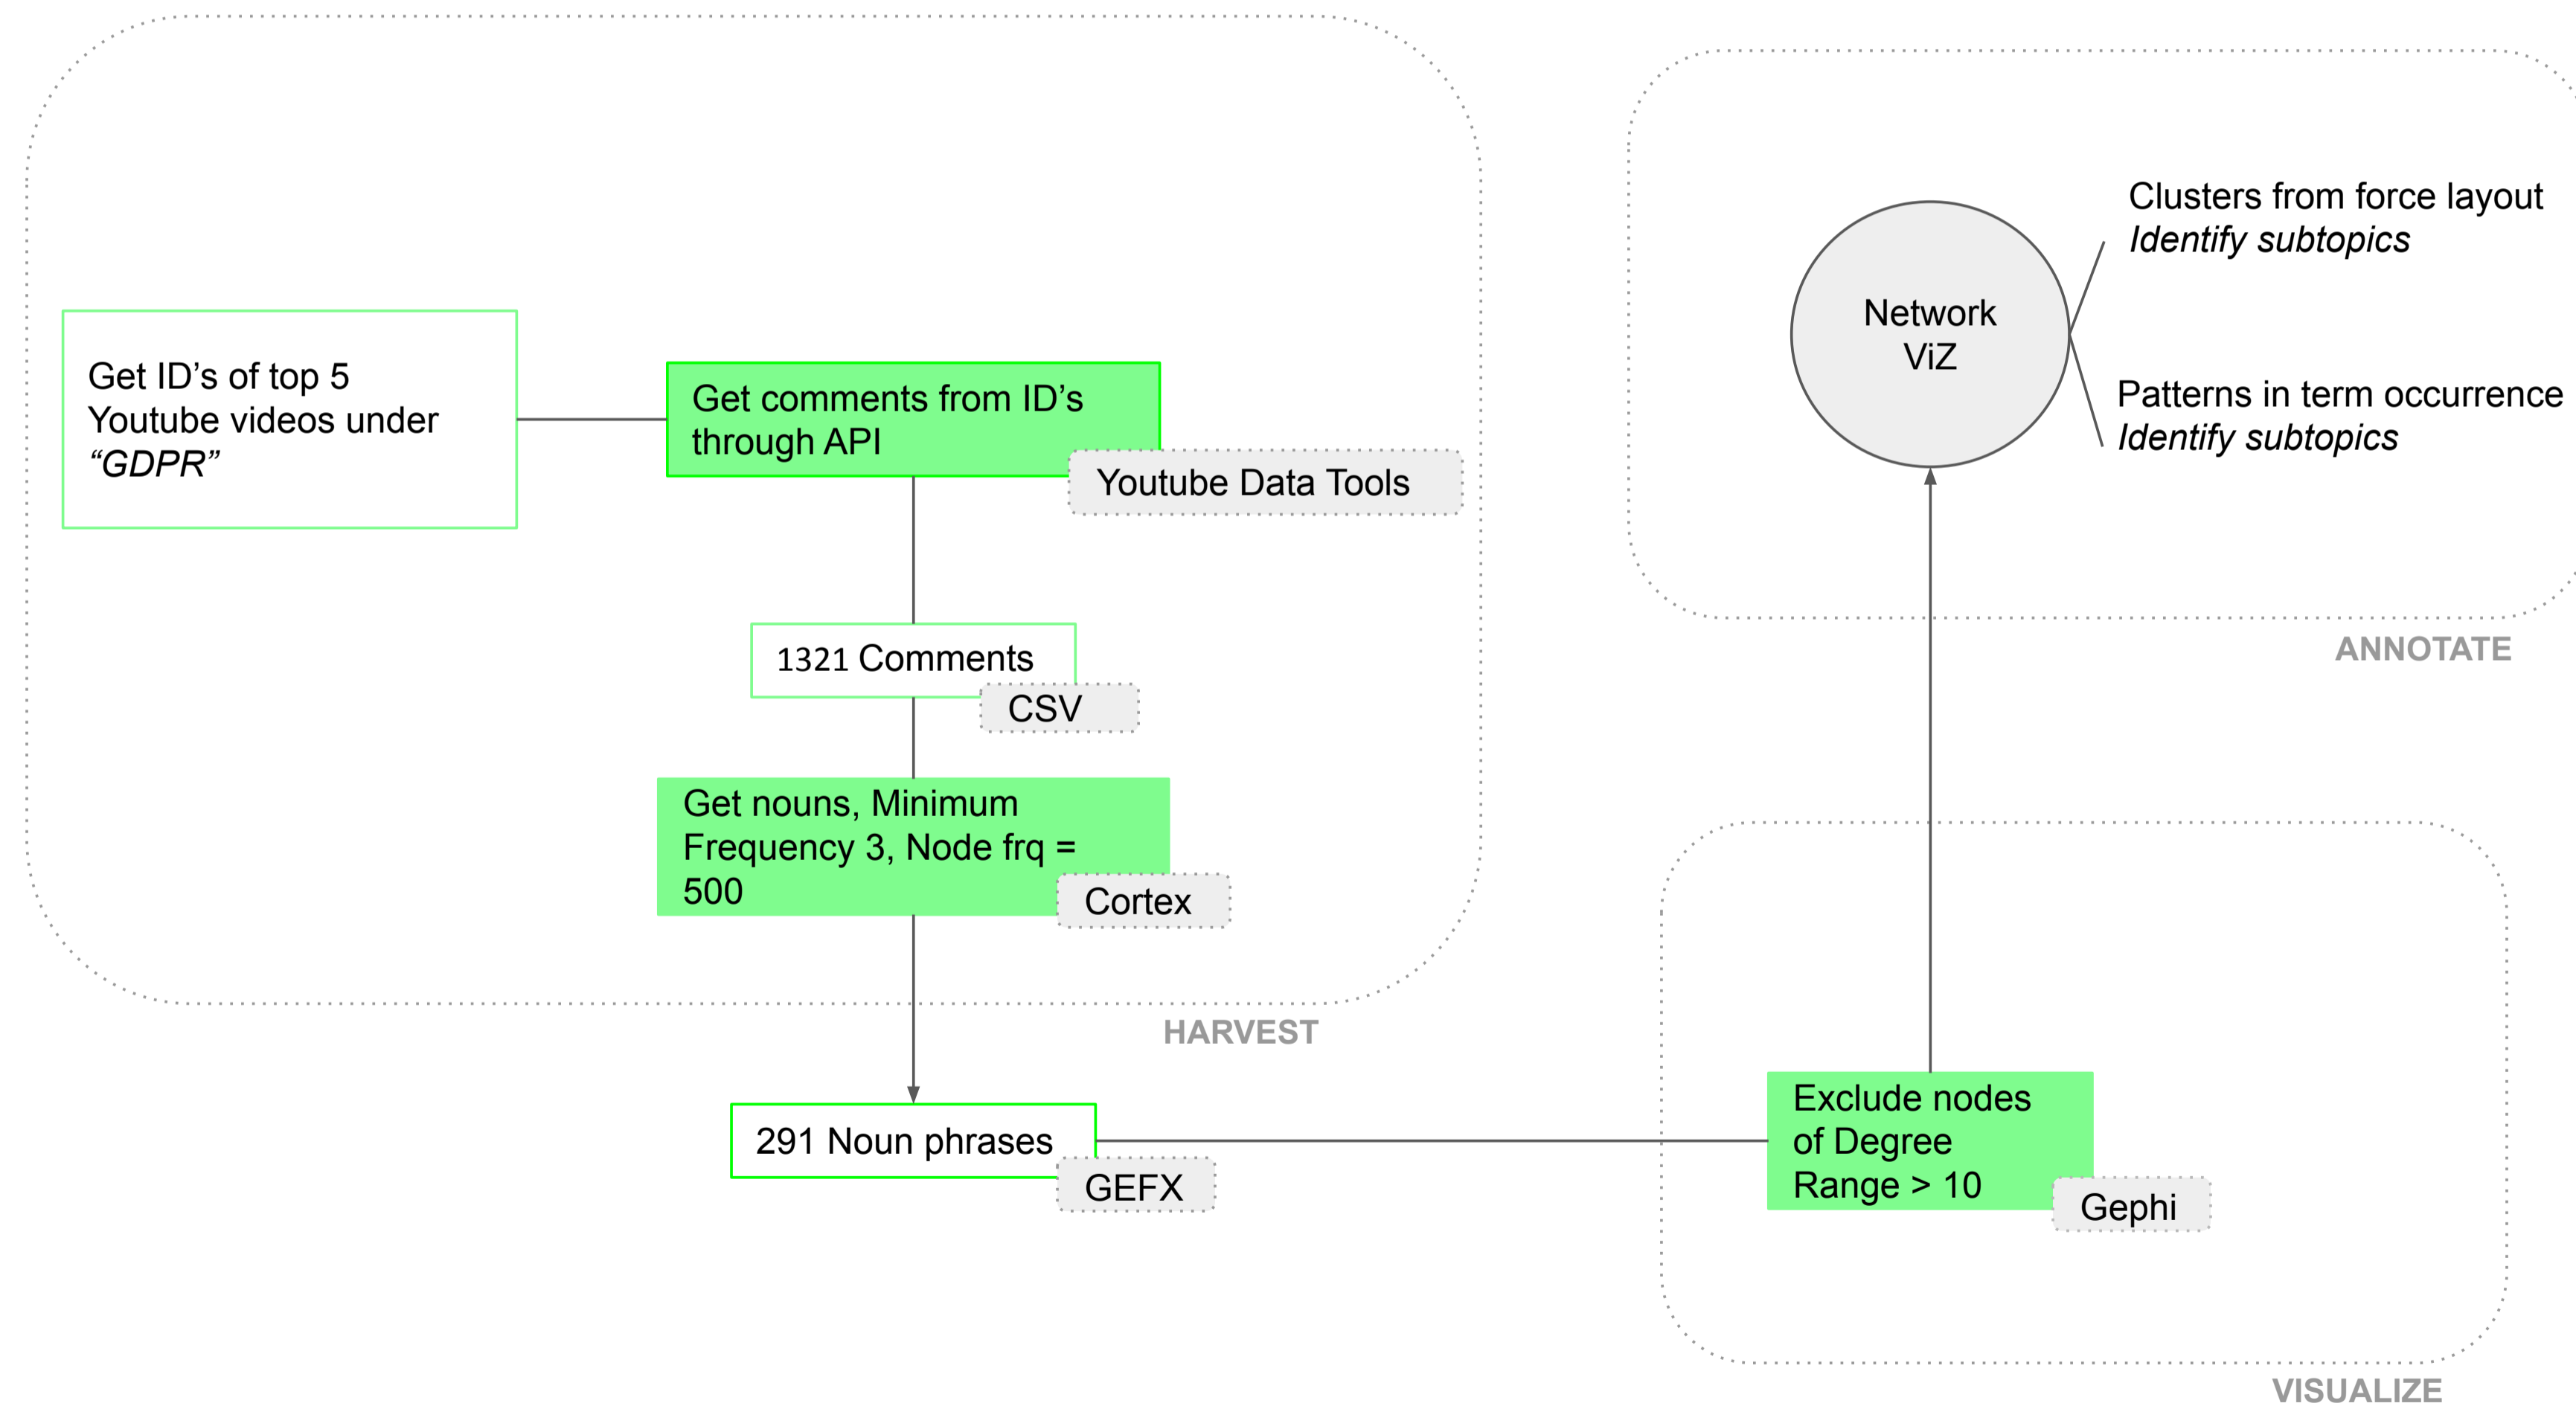 Get ID’s of top 5
Youtube videos under
“GDPR”
Get comments from ID’s
through API
Youtube Data Tools
1321 Comments
CSV
Get nouns, Minimum
Frequency 3, Node frq =
500
Cortex
HARVEST
291 Noun phrases
GEFX
Exclude nodes
of Degree
Range > 10
Gephi
VISUALIZE
Network
ViZ
Clusters from force layout
Identify subtopics
Patterns in term occurrence
Identify subtopics
ANNOTATE